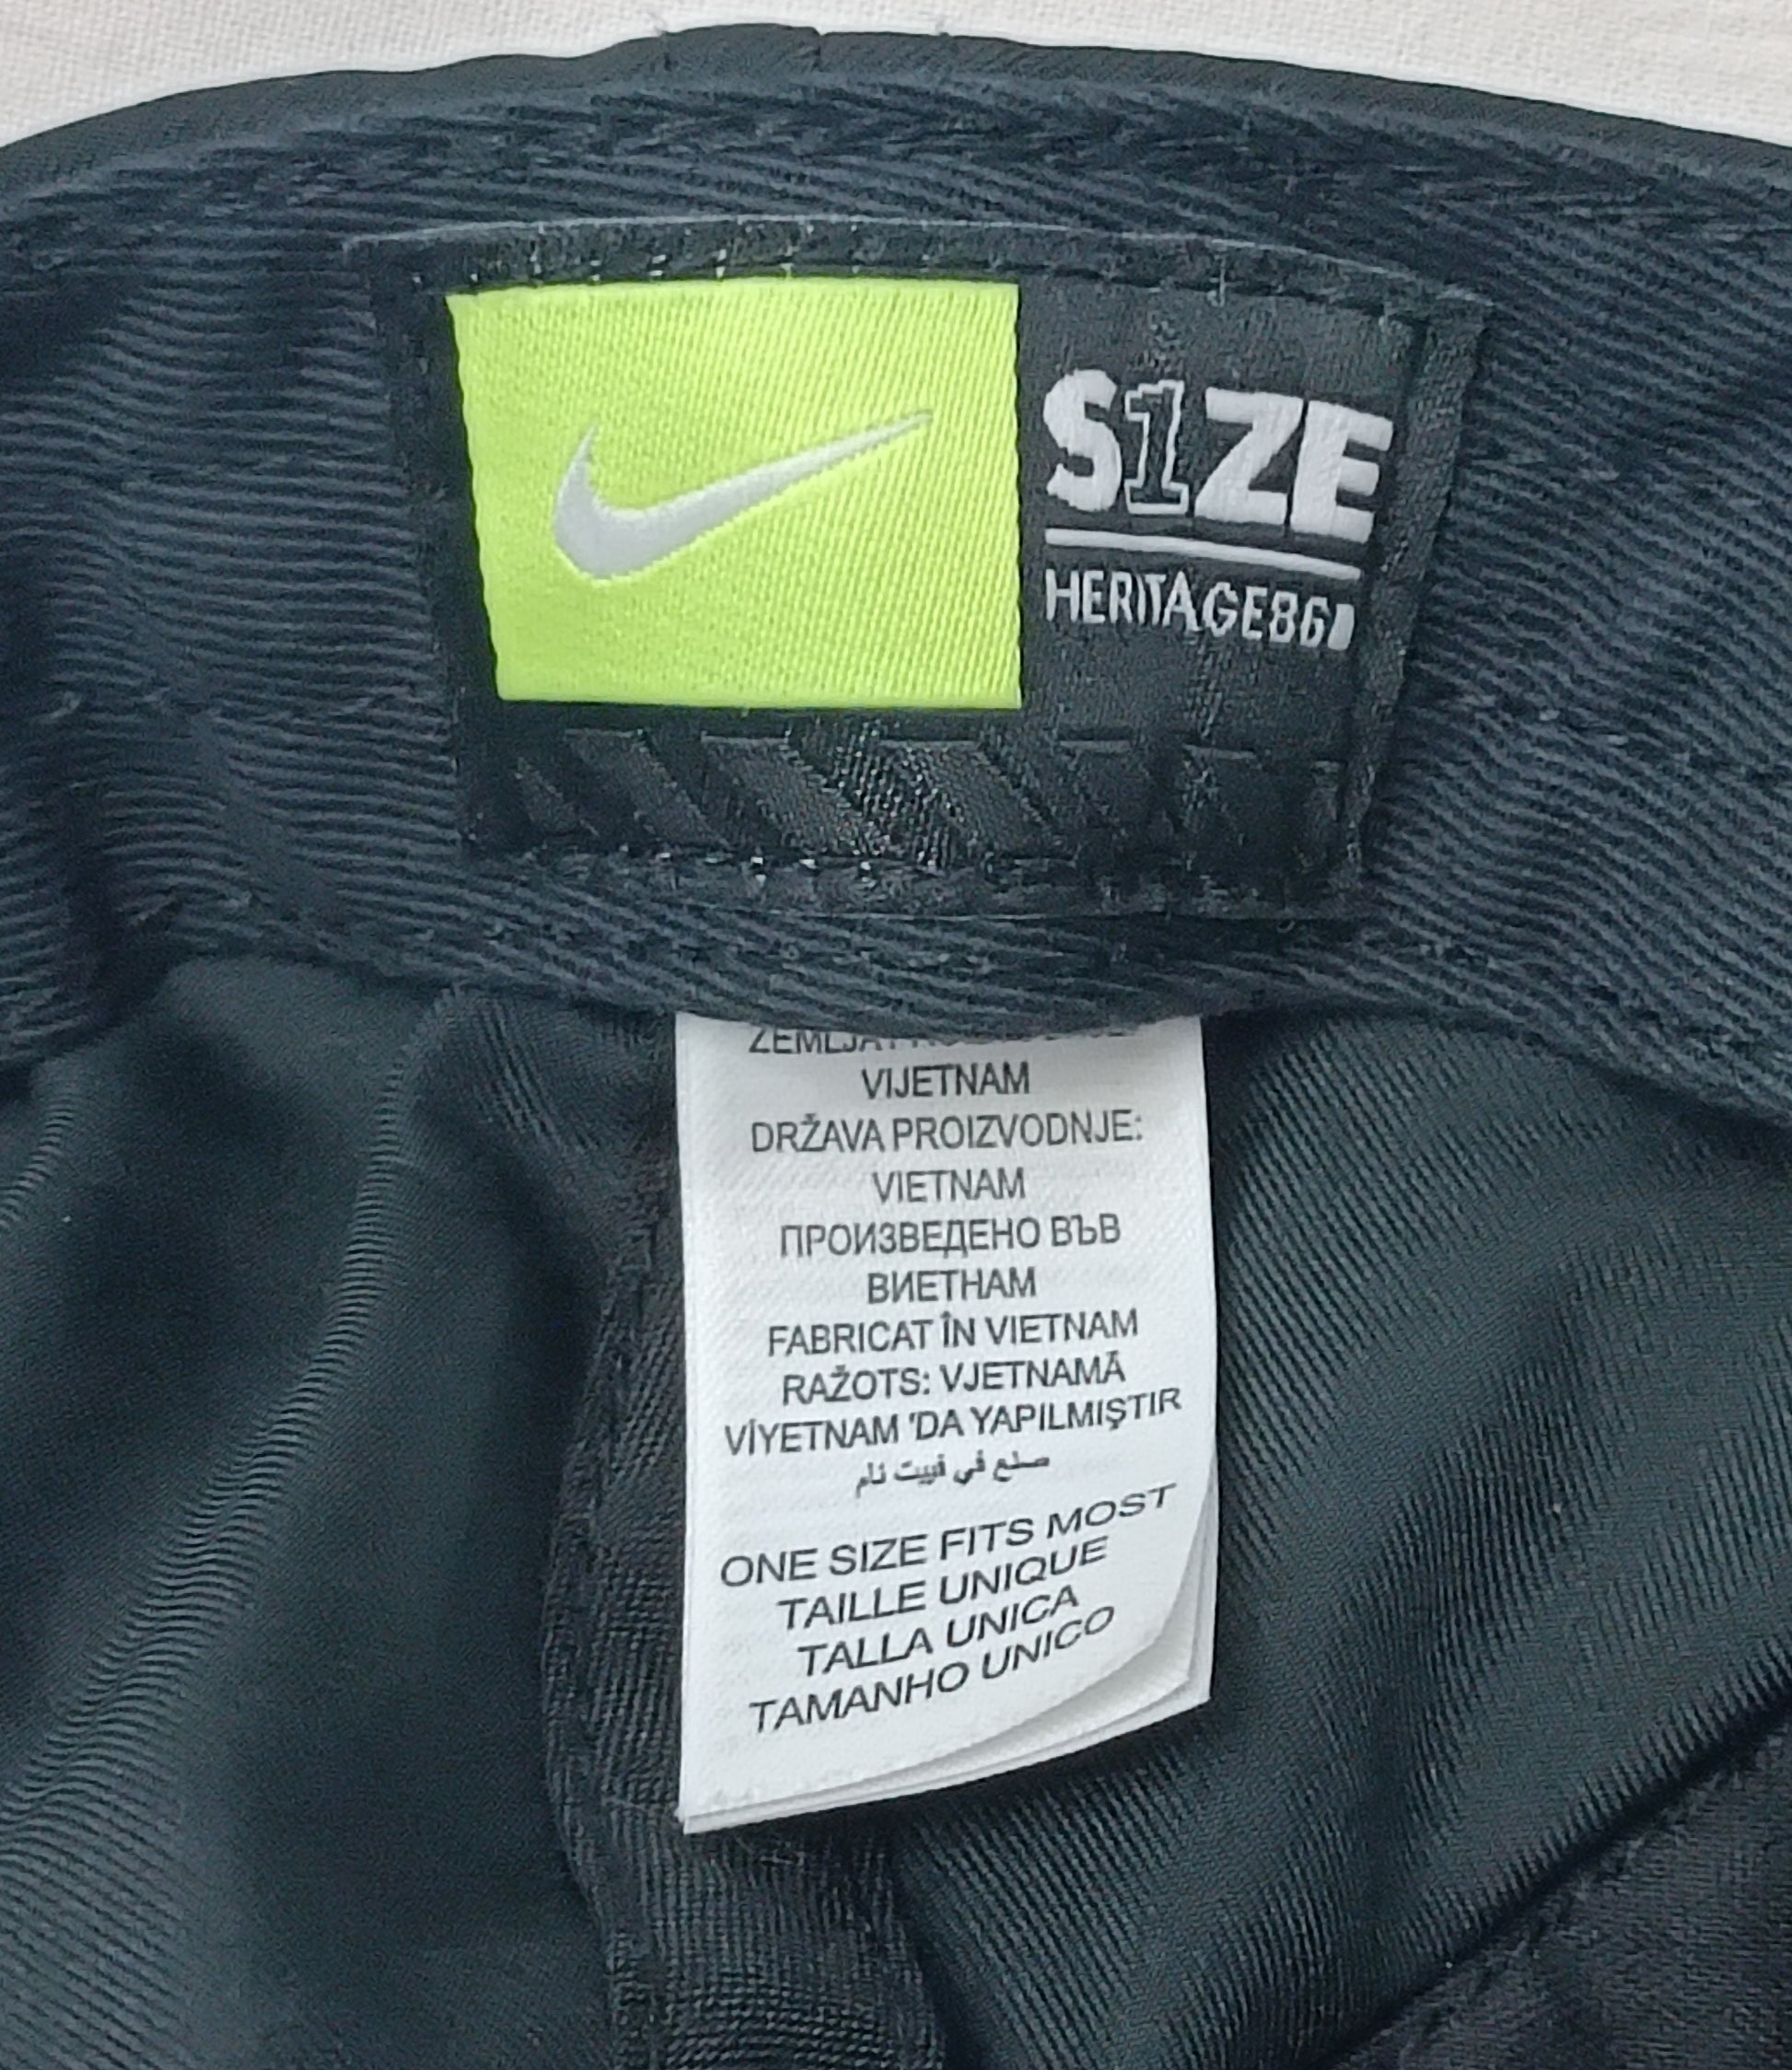 S1ZE
HERITAGE86
VIJETNAM
DRŽAVA PROIZVODNJE:
VIETNAM
ПРОИЗВЕДЕНО ВЪВ
ВИЕТНАМ
FABRICAT ÎN VIETNAM
RAŽOTS: VJETNAMĀ
VİYETNAM 'DA YAPILMIŞTIR
صنع في فييت نام
ONE SIZE FITS MOST
TAILLE UNIQUE
TALLA UNICA
TAMANHO UNICO